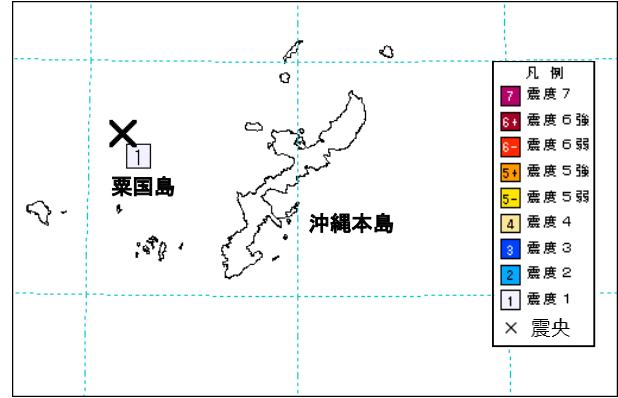 1
粟国島
沖縄本島
凡 例
7 震度7
6+ 震度6強
6- 震度6弱
5+ 震度5強
5- 震度5弱
4 震度4
3 震度3
2 震度2
1 震度1
× 震央